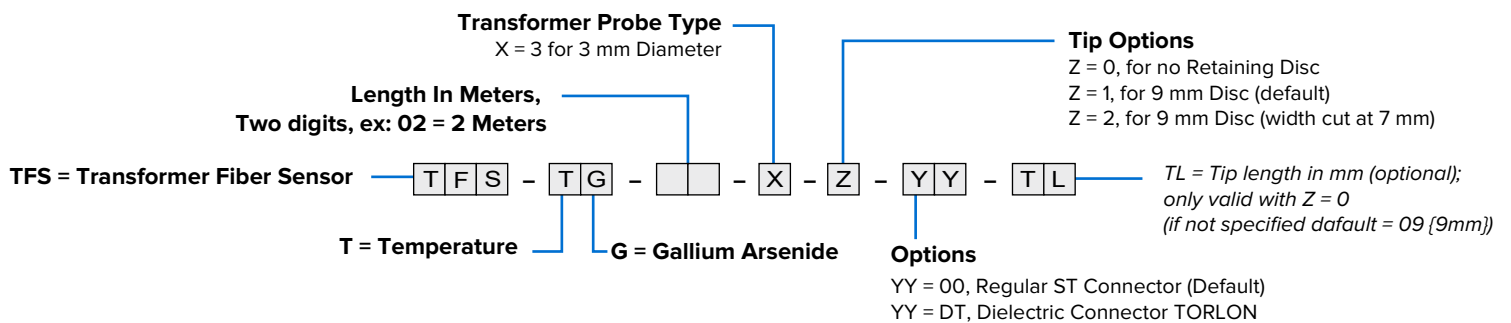 Transformer Probe Type
X = 3 for 3 mm Diameter
Tip Options
Z = 0, for no Retaining Disc
Z = 1, for 9 mm Disc (default)
Z = 2, for 9 mm Disc (width cut at 7 mm)
Length In Meters,
Two digits, ex: 02 = 2 Meters
TFS = Transformer Fiber Sensor
T F S - T G - - X - Z - Y Y - T L
TL = Tip length in mm (optional);
only valid with Z = 0
(if not specified dafault = 09 {9mm})
T = Temperature
G = Gallium Arsenide
Options
YY = 00, Regular ST Connector (Default)
YY = DT, Dielectric Connector TORLON